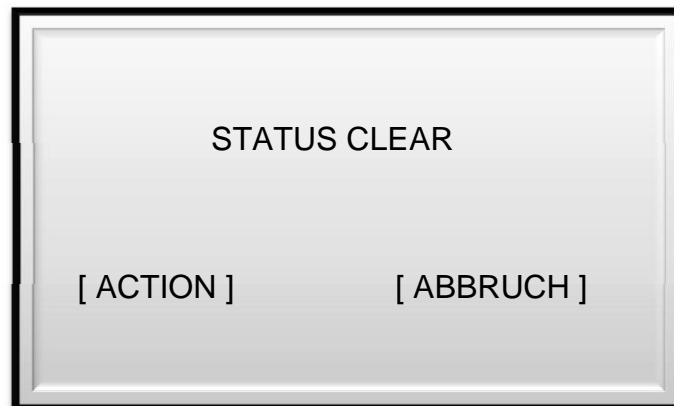 STATUS CLEAR
[ ACTION ] [ ABBRUCH ]